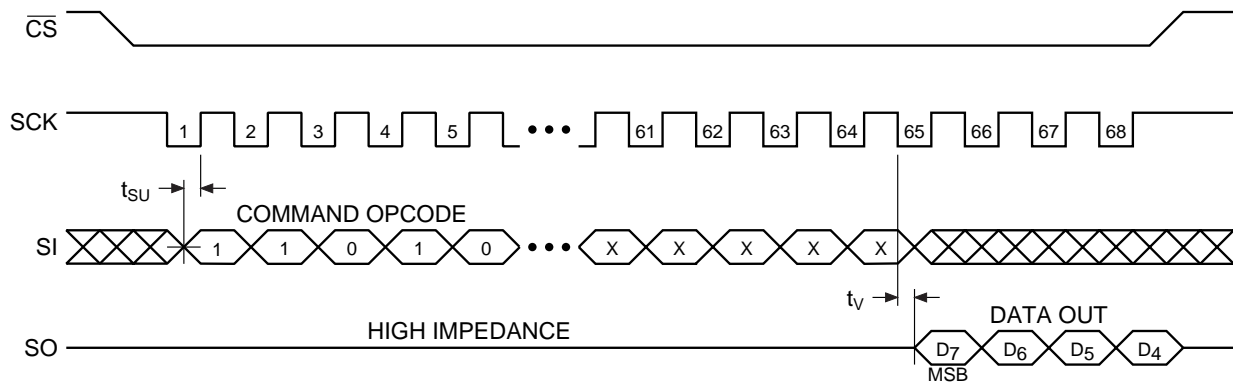 CS
SCK 1 2 3 4 5 • • • 61 62 63 64 65 66 67 68
tSU
COMMAND OPCODE
SI 1 1 0 1 0 • • • X X X X X
tV
HIGH IMPEDANCE DATA OUT
SO D7 D6 D5 D4
MSB